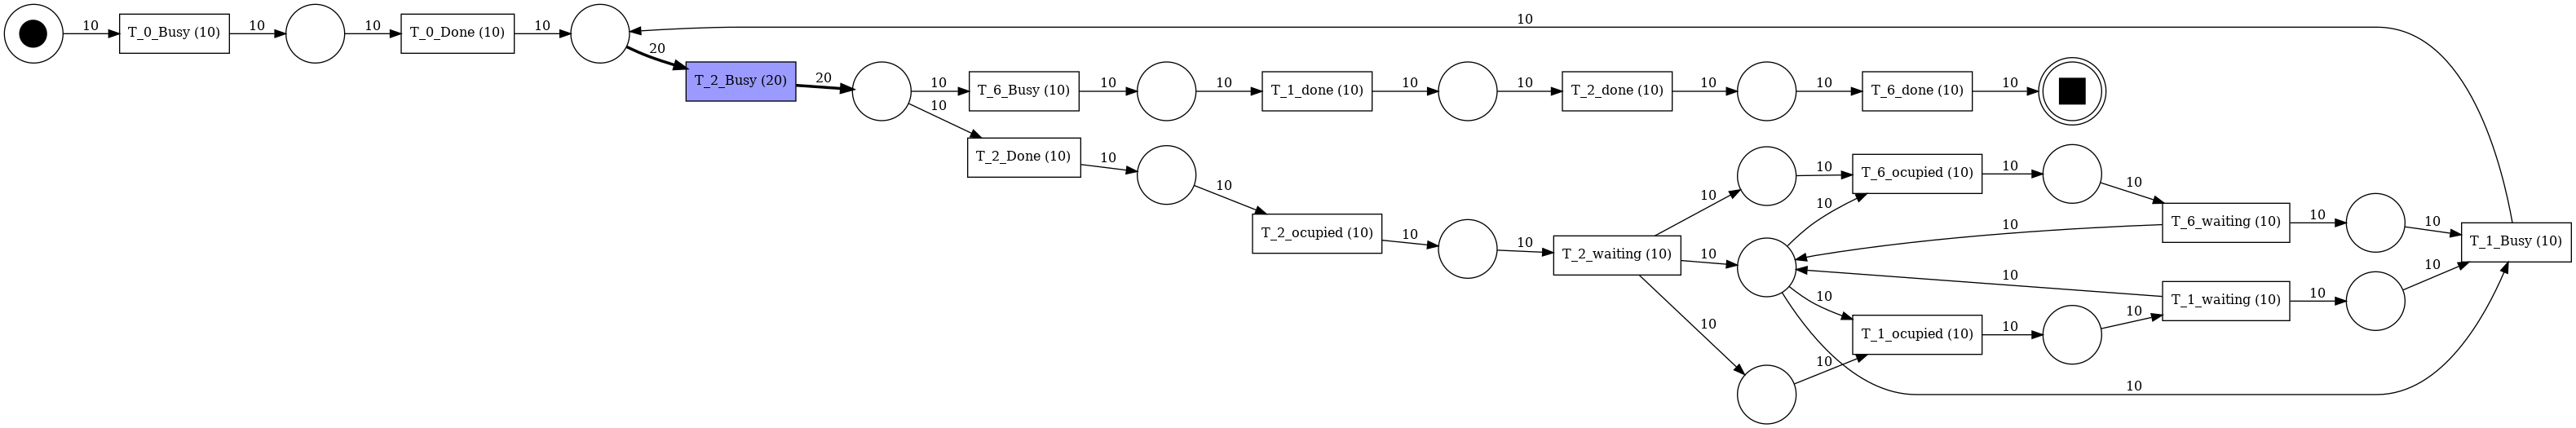 10
T_0_Busy (10)
10
10
T_0_Done (10)
10
10
20
T_2_Busy (20)
20
10
T_6_Busy (10)
10
10
T_1_done (10)
10
10
T_2_done (10)
10
10
T_6_done (10)
10
10
T_2_Done (10)
10
10
T_2_ocupied (10)
10
10
T_2_waiting (10)
10
10
10
10
T_6_ocupied (10)
10
10
T_6_waiting (10)
10
10
10
10
10
T_1_ocupied (10)
10
10
10
T_1_waiting (10)
10
10
10
T_1_Busy (10)
10